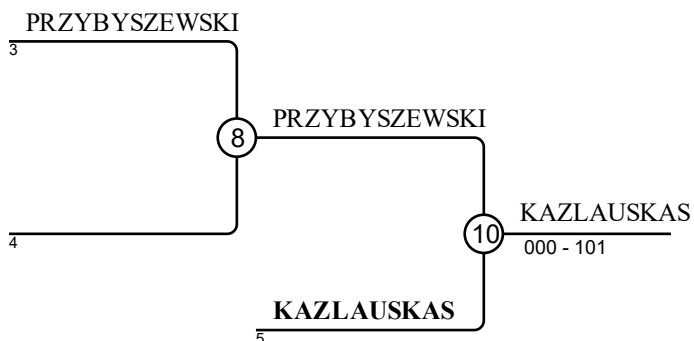 PRZYBYSZEWSKI
3
8
PRZYBYSZEWSKI
4
10
KAZLAUSKAS
000 - 101
KAZLAUSKAS
5